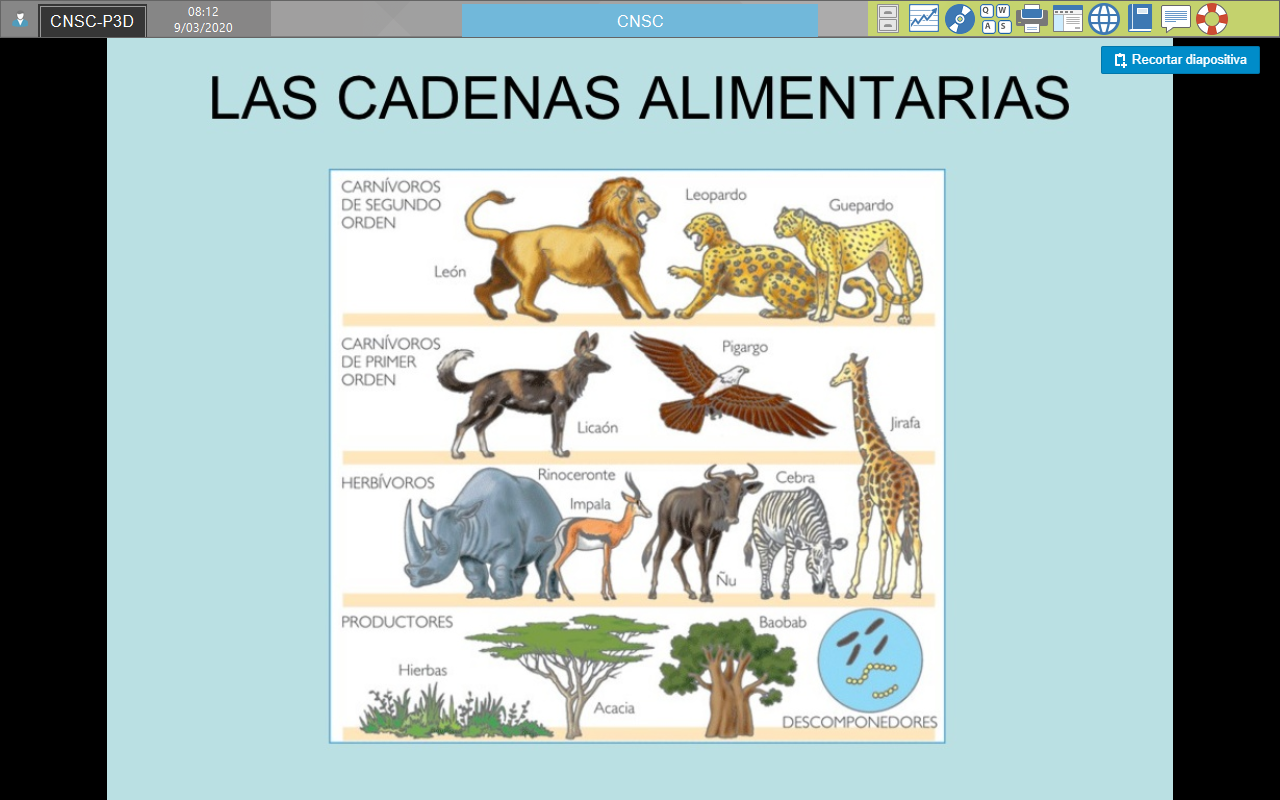 CNSC-P3D
08:12
9/03/2020
CNSC
Q W
A S
Recortar diapositiva
LAS CADENAS ALIMENTARIAS
CARNÍVOROS
DE SEGUNDO
ORDEN
León
Leopardo
Guepardo
CARNÍVOROS
DE PRIMER
ORDEN
Licaón
Pigargo
Jirafa
HERBÍVOROS
Rinoceronte
Impala
Ñu
Cebra
PRODUCTORES
Hierbas
Acacia
Baobab
DESCOMPONEDORES